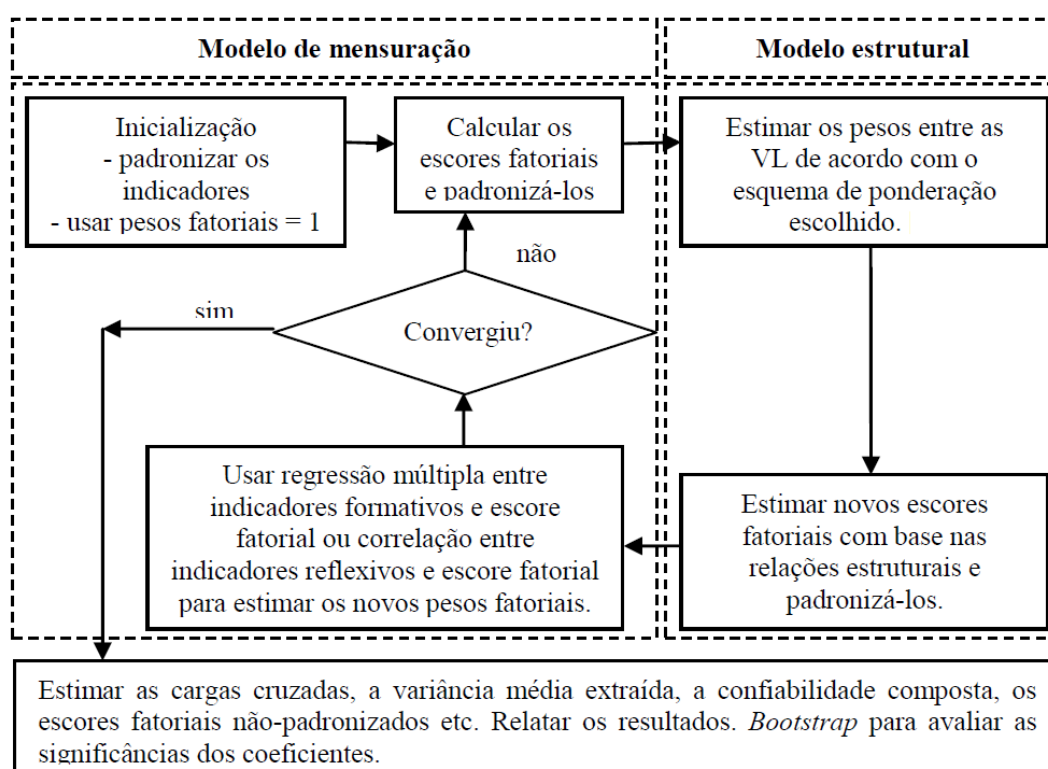 Modelo de mensuração
Modelo estrutural
Inicialização
- padronizar os
indicadores
- usar pesos fatoriais = 1
Calcular os
escores fatoriais
e padronizá-los
Estimar os pesos entre as
VL de acordo com o
esquema de ponderação
escolhido.
não
sim
Convergiu?
Usar regressão múltipla entre
indicadores formativos e escore
fatorial ou correlação entre
indicadores reflexivos e escore fatorial
para estimar os novos pesos fatoriais.
Estimar novos escores
fatoriais com base nas
relações estruturais e
padronizá-los.
Estimar as cargas cruzadas, a variância média extraída, a confiabilidade composta, os
escores fatoriais não-padronizados etc. Relatar os resultados. Bootstrap para avaliar as
significâncias dos coeficientes.